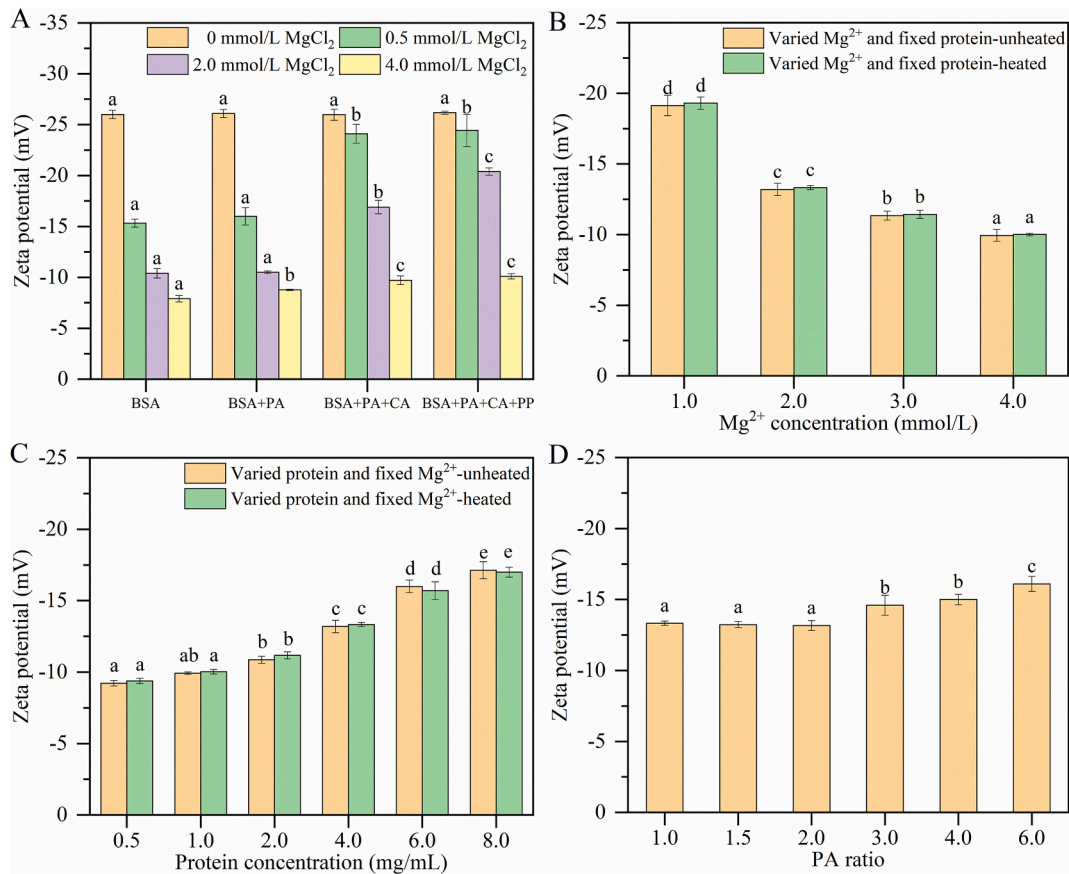 A
-35
-30
-25
-20
-15
-10
-5
0
Zeta potential (mV)
0 mmol/L MgCl₂
0.5 mmol/L MgCl₂
2.0 mmol/L MgCl₂
4.0 mmol/L MgCl₂
a a a a
a a b b
a a b c
a b c c
BSA BSA+PA BSA+PA+CA BSA+PA+CA+PP
B
-25
-20
-15
-10
-5
0
Zeta potential (mV)
Varied Mg²⁺ and fixed protein-unheated
Varied Mg²⁺ and fixed protein-heated
d d c c b b a a
1.0 2.0 3.0 4.0
Mg²⁺ concentration (mmol/L)
C
-25
-20
-15
-10
-5
0
Zeta potential (mV)
Varied protein and fixed Mg²⁺-unheated
Varied protein and fixed Mg²⁺-heated
a a ab a b b c c d d e e
0.5 1.0 2.0 4.0 6.0 8.0
Protein concentration (mg/mL)
D
-25
-20
-15
-10
-5
0
Zeta potential (mV)
a a a b b c
1.0 1.5 2.0 3.0 4.0 6.0
PA ratio